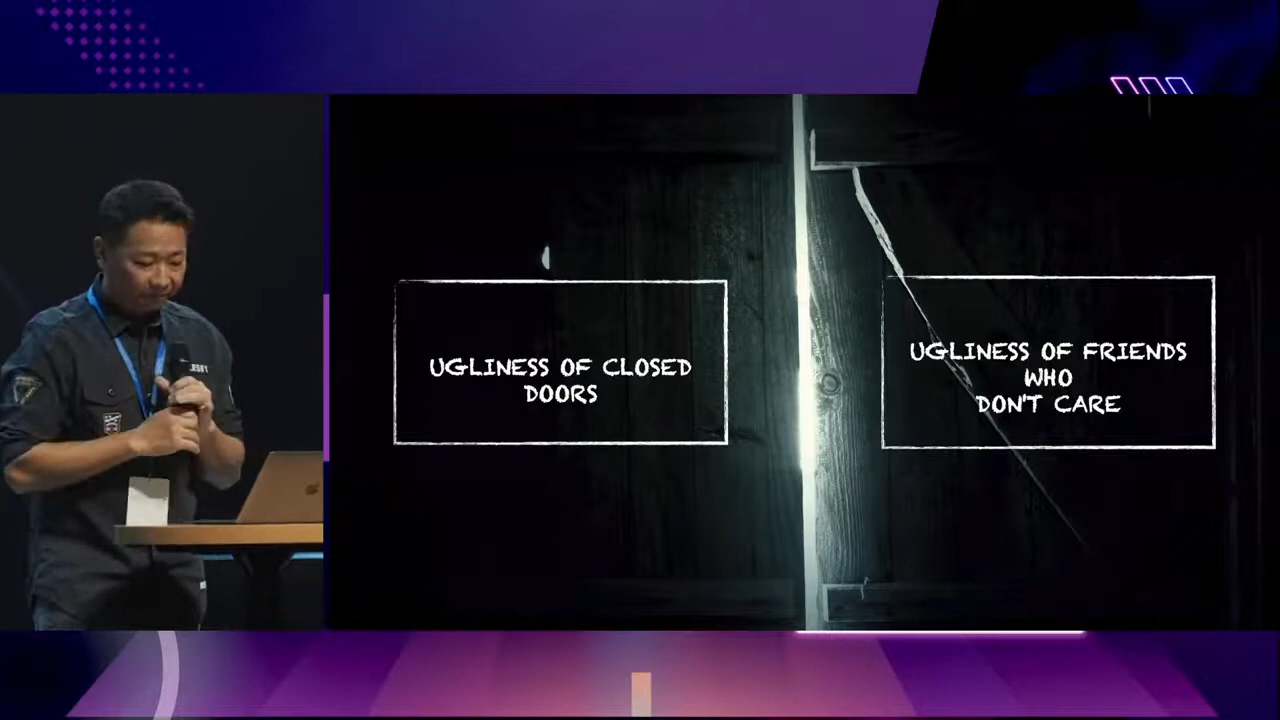 UGLINESS OF CLOSED
DOORS
UGLINESS OF FRIENDS
WHO
DON'T CARE